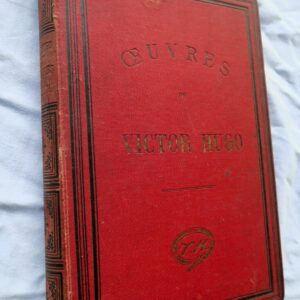 ŒUVRES
DE
VICTOR HUGO
V.H